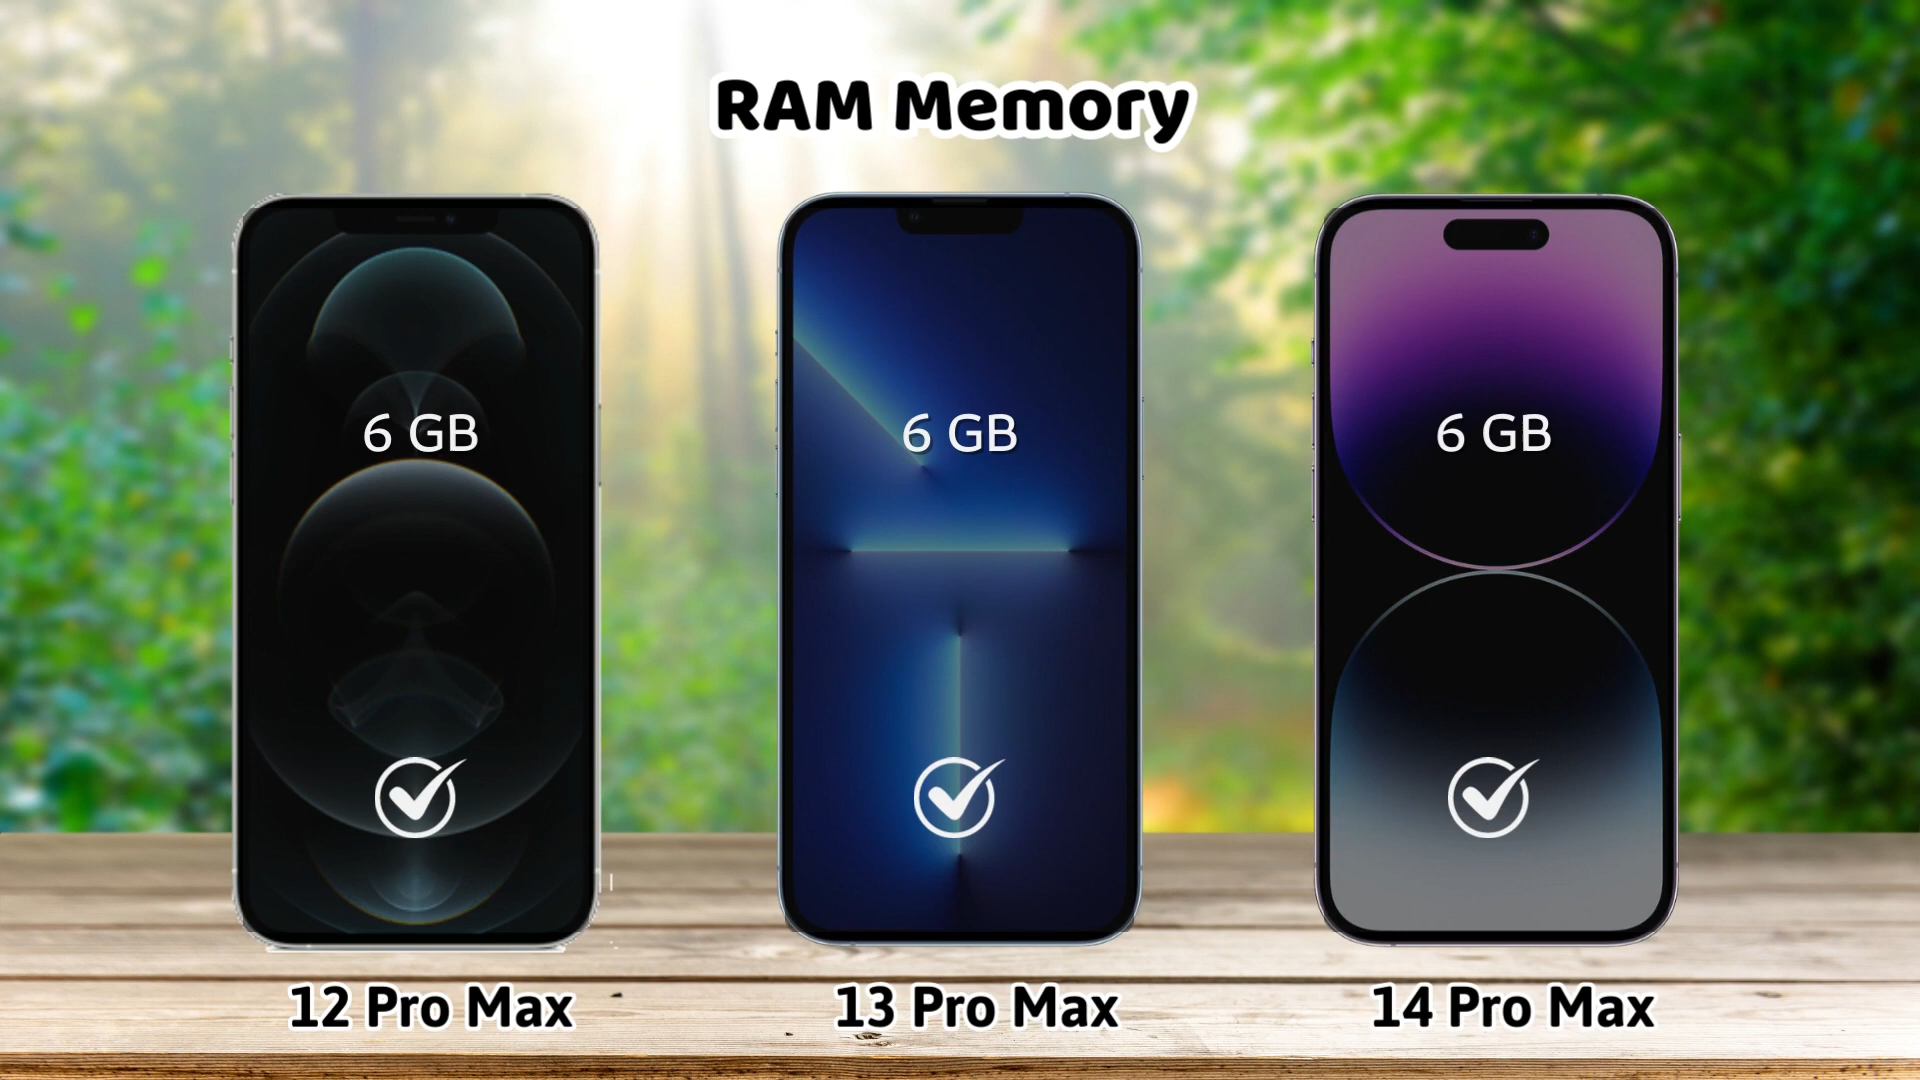 RAM Memory
6 GB
6 GB
6 GB
12 Pro Max
13 Pro Max
14 Pro Max